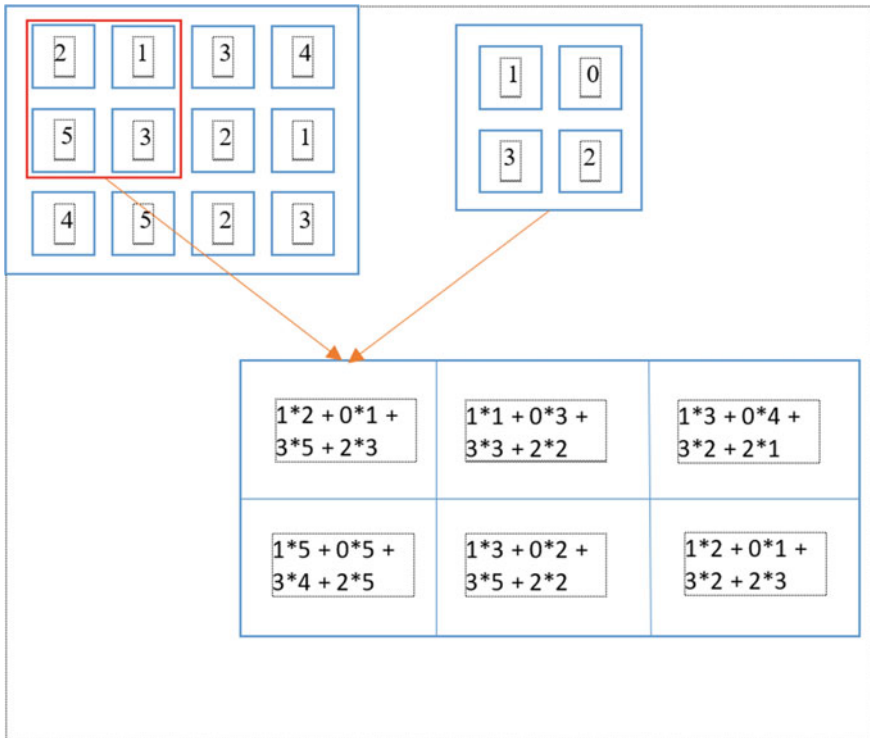 2 1 3 4
5 3 2 1
4 5 2 3
1 0
3 2
1*2 + 0*1 +
3*5 + 2*3
1*1 + 0*3 +
3*3 + 2*2
1*3 + 0*4 +
3*2 + 2*1
1*5 + 0*5 +
3*4 + 2*5
1*3 + 0*2 +
3*5 + 2*2
1*2 + 0*1 +
3*2 + 2*3